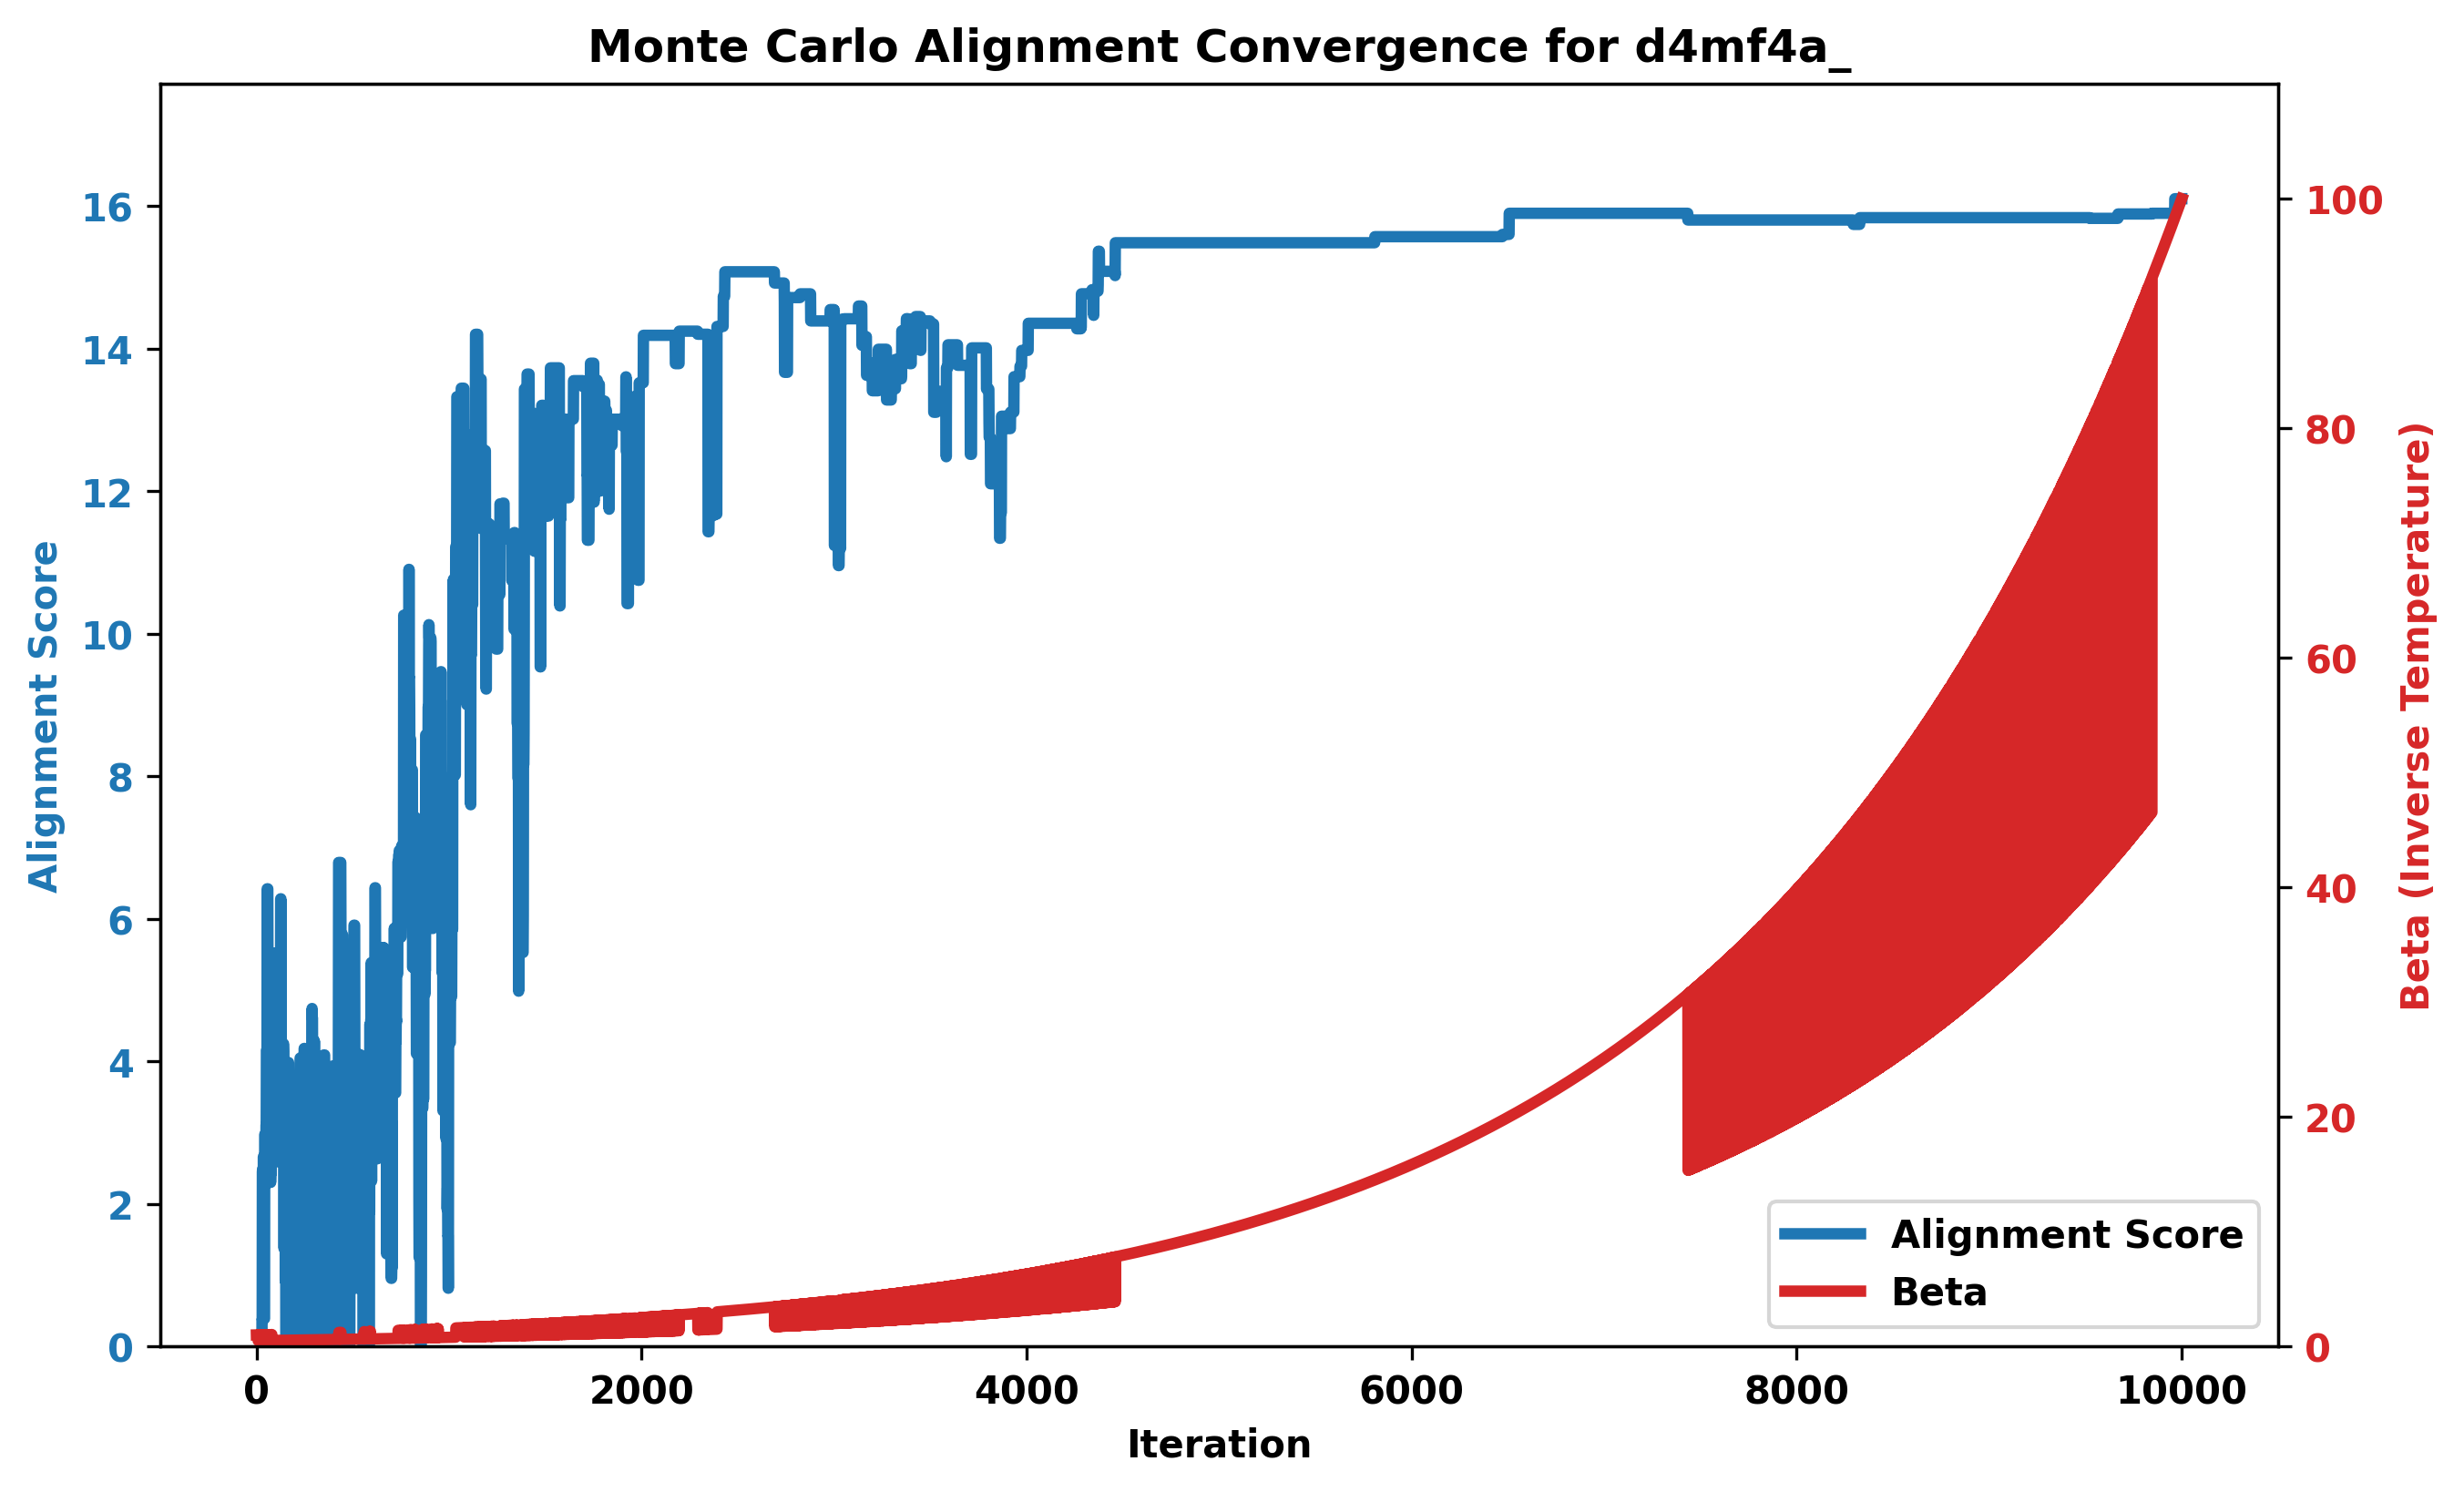 Monte Carlo Alignment Convergence for d4mf4a_
Alignment Score
16
14
12
10
8
6
4
2
0
100
80
60
40
20
0
Beta (Inverse Temperature)
Alignment Score
Beta
0 2000 4000 6000 8000 10000
Iteration